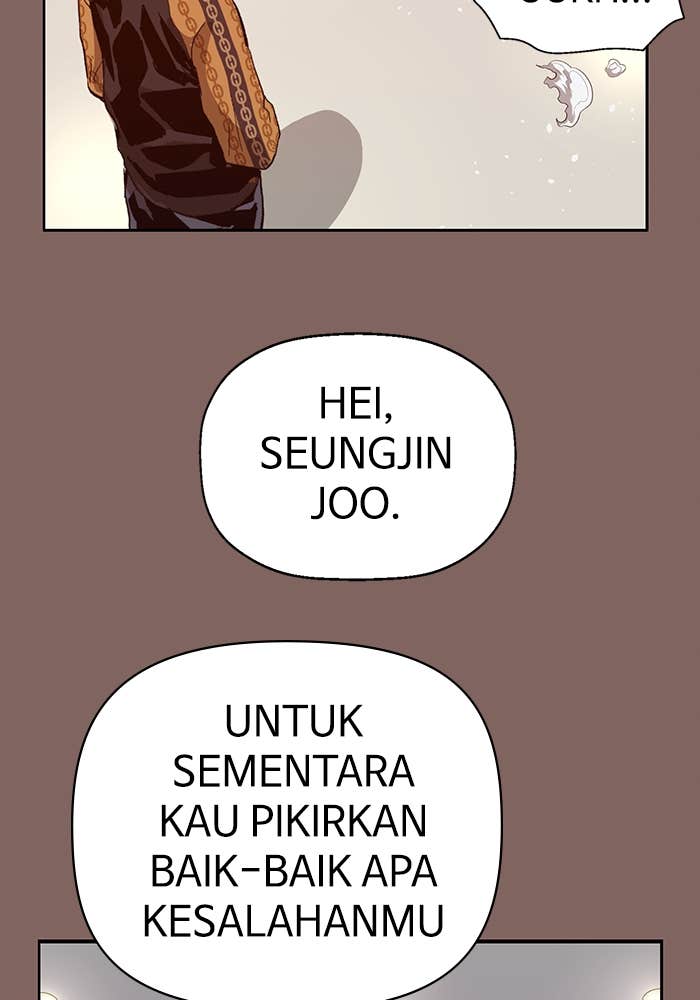 HEI,
SEUNGJIN
JOO.
UNTUK
SEMENTARA
KAU PIKIRKAN
BAIK-BAIK APA
KESALAHANMU